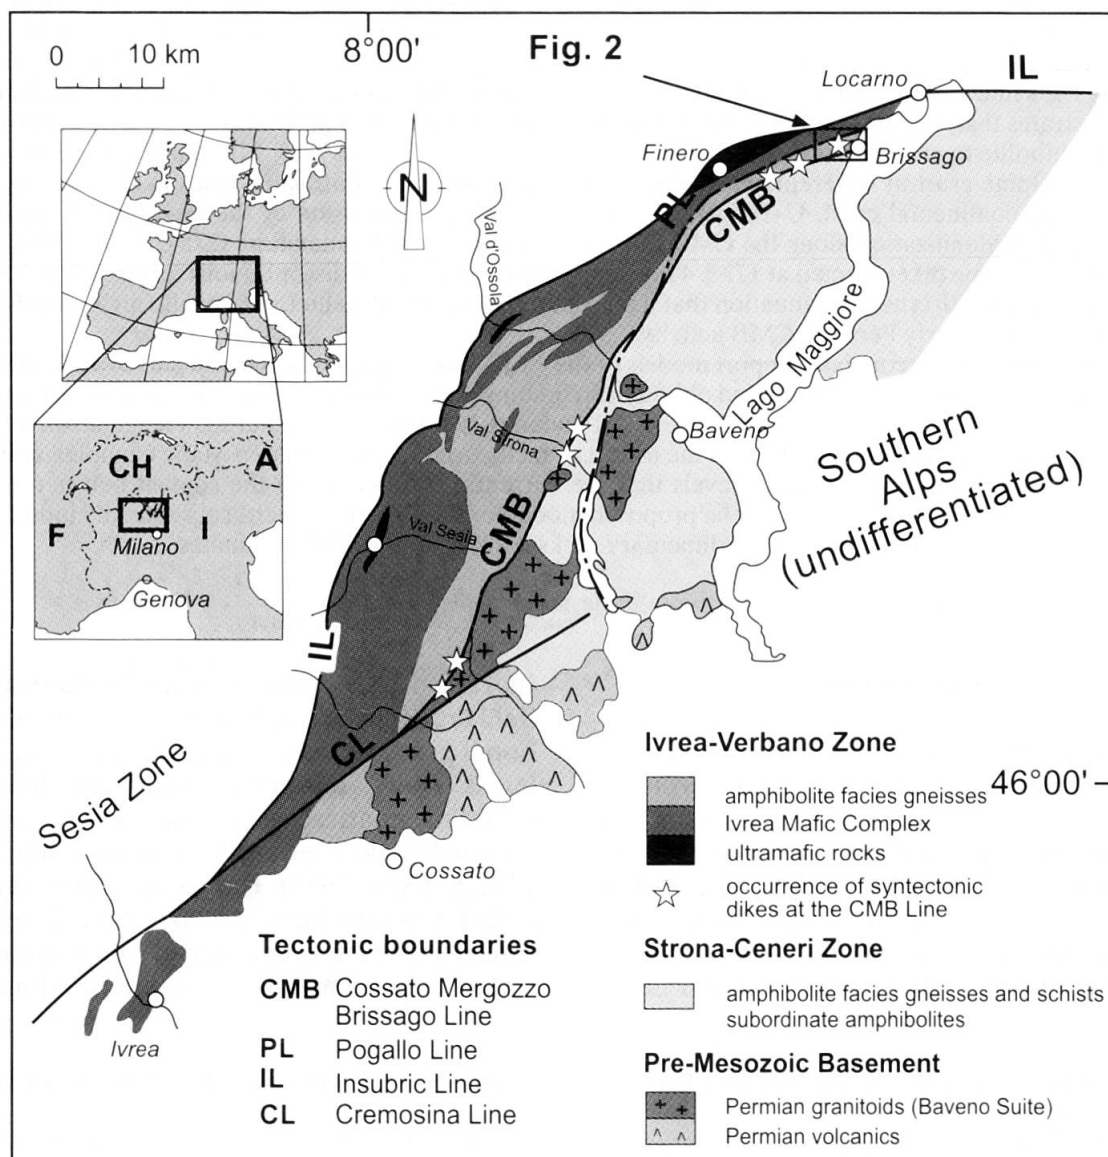 8°00'
0 10 km
Fig. 2
Locarno
IL
Finero
Brissago
N
PL
CMB
Val d'Ossola
Lago Maggiore
Val Strona
Baveno
CH
A
F
I
Milano
Genova
Southern
Alps
(undifferentiated)
Val Sesia
CMB
IL
CL
Sesia Zone
Cossato
Ivrea
46°00'
Ivrea-Verbano Zone
amphibolite facies gneisses
Ivrea Mafic Complex
ultramafic rocks
occurrence of syntectonic
dikes at the CMB Line
Tectonic boundaries
CMB Cossato Mergozzo
Brissago Line
PL Pogallo Line
IL Insubric Line
CL Cremosina Line
Strona-Ceneri Zone
amphibolite facies gneisses and schists
subordinate amphibolites
Pre-Mesozoic Basement
Permian granitoids (Baveno Suite)
Permian volcanics